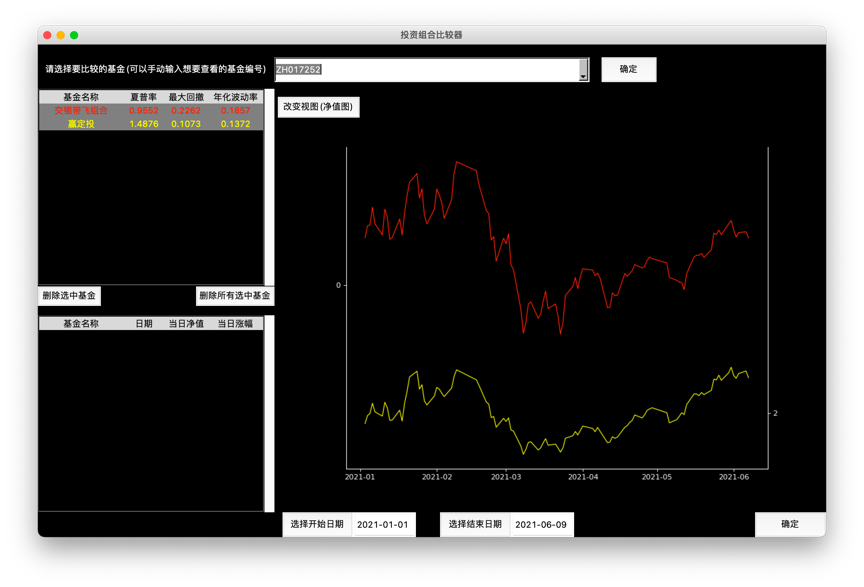 投资组合比较器
请选择要比较的基金(可以手动输入想要查看的基金编号)
ZH017252
确定
基金名称 夏普率 最大回撤 年化波动率
0.9552 0.2262 0.1857
赢定投 1.4876 0.1073 0.1372
改变视图(净值图)
0
2
2021-01 2021-02 2021-03 2021-04 2021-05 2021-06
删除选中基金
删除所有选中基金
基金名称 日期 当日净值 当日涨幅
选择开始日期 2021-01-01
选择结束日期 2021-06-09
确定